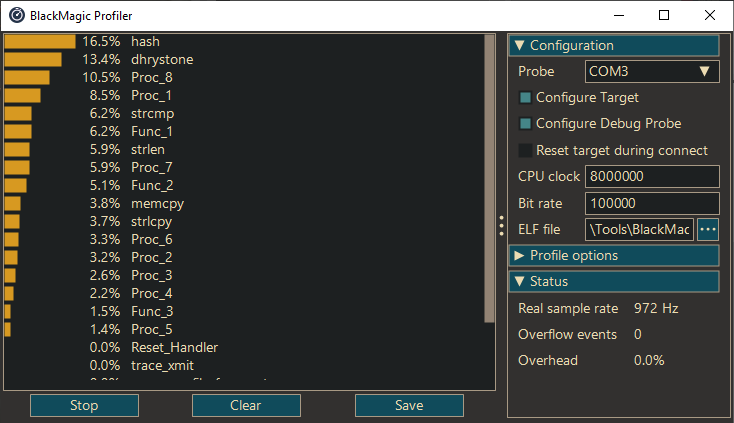 BlackMagic Profiler
16.5% hash
13.4% dhrystone
10.5% Proc_8
8.5% Proc_1
6.2% strcmp
6.2% Func_1
5.9% strlen
5.9% Proc_7
5.1% Func_2
3.8% memcpy
3.7% strlcpy
3.3% Proc_6
3.2% Proc_2
2.6% Proc_3
2.2% Proc_4
1.5% Func_3
1.4% Proc_5
0.0% Reset_Handler
0.0% trace_xmit
Stop
Clear
Save
Configuration
Probe COM3
Configure Target
Configure Debug Probe
Reset target during connect
CPU clock 8000000
Bit rate 100000
ELF file \Tools\BlackMac ...
Profile options
Status
Real sample rate 972 Hz
Overflow events 0
Overhead 0.0%